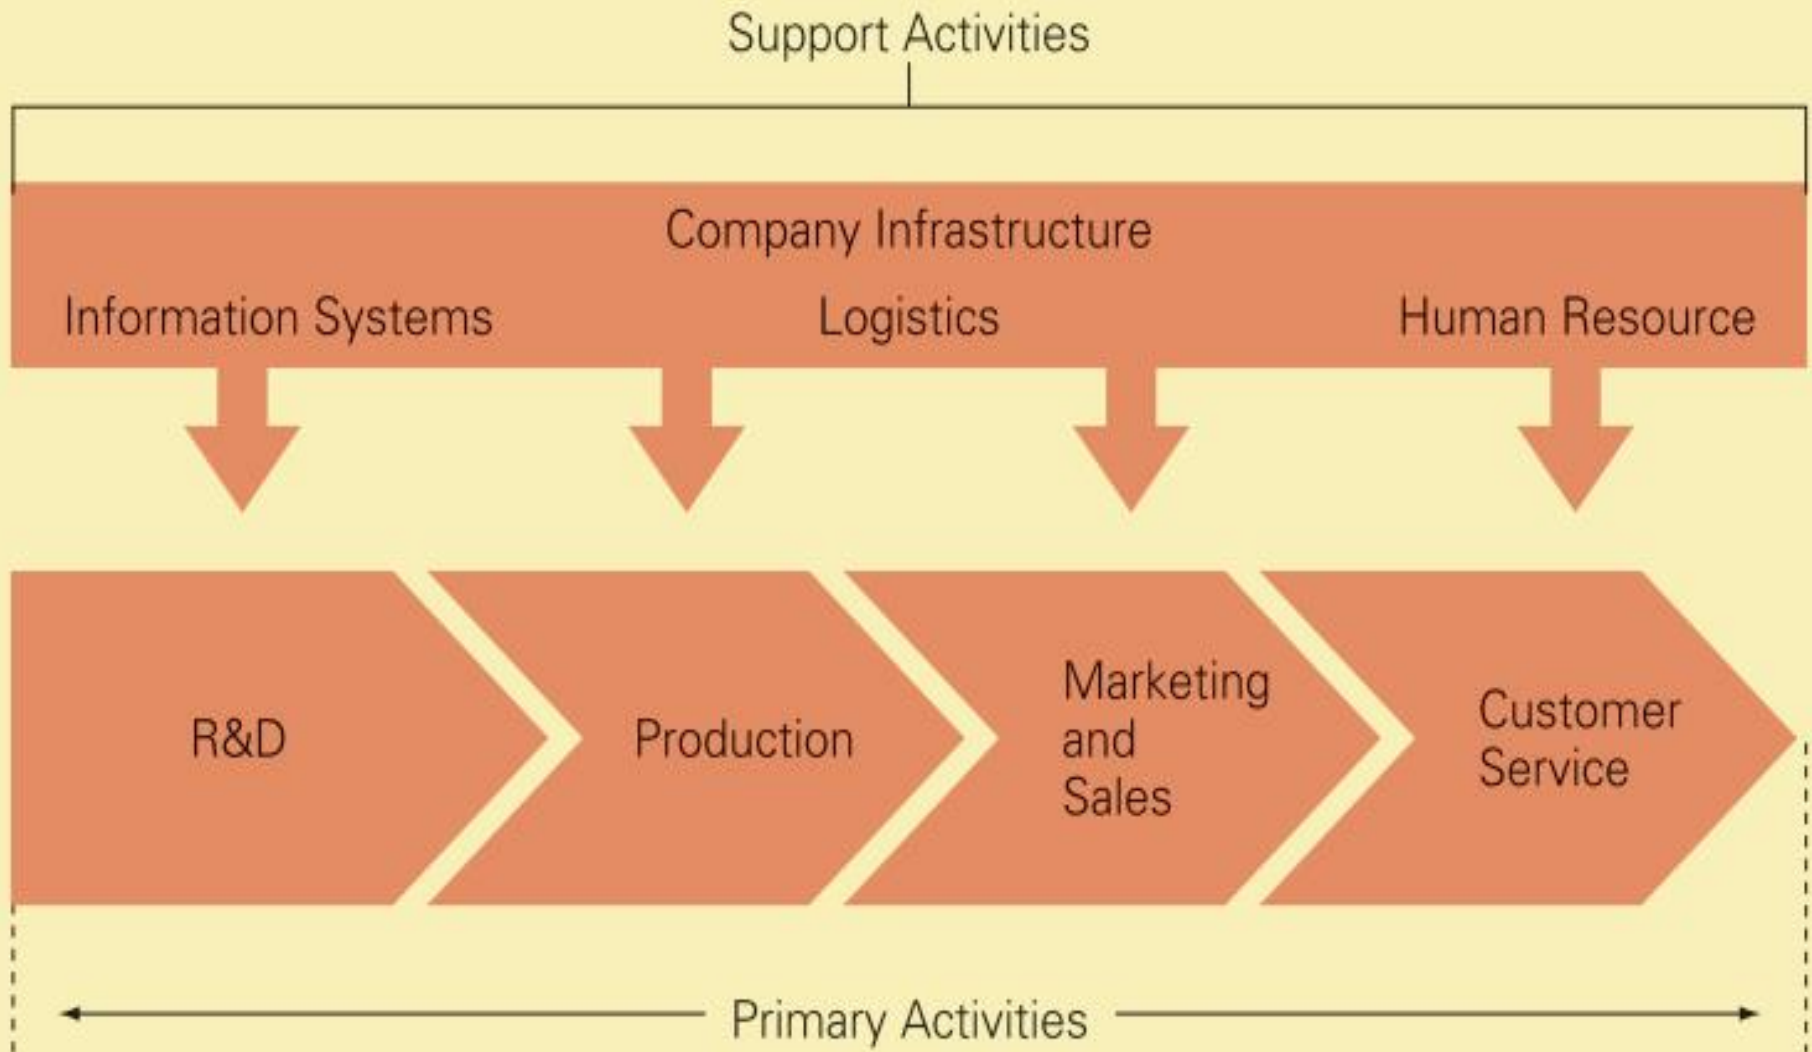 Support Activities
Company Infrastructure
Information Systems
Logistics
Human Resource
R&D
Production
Marketing
and
Sales
Customer
Service
Primary Activities